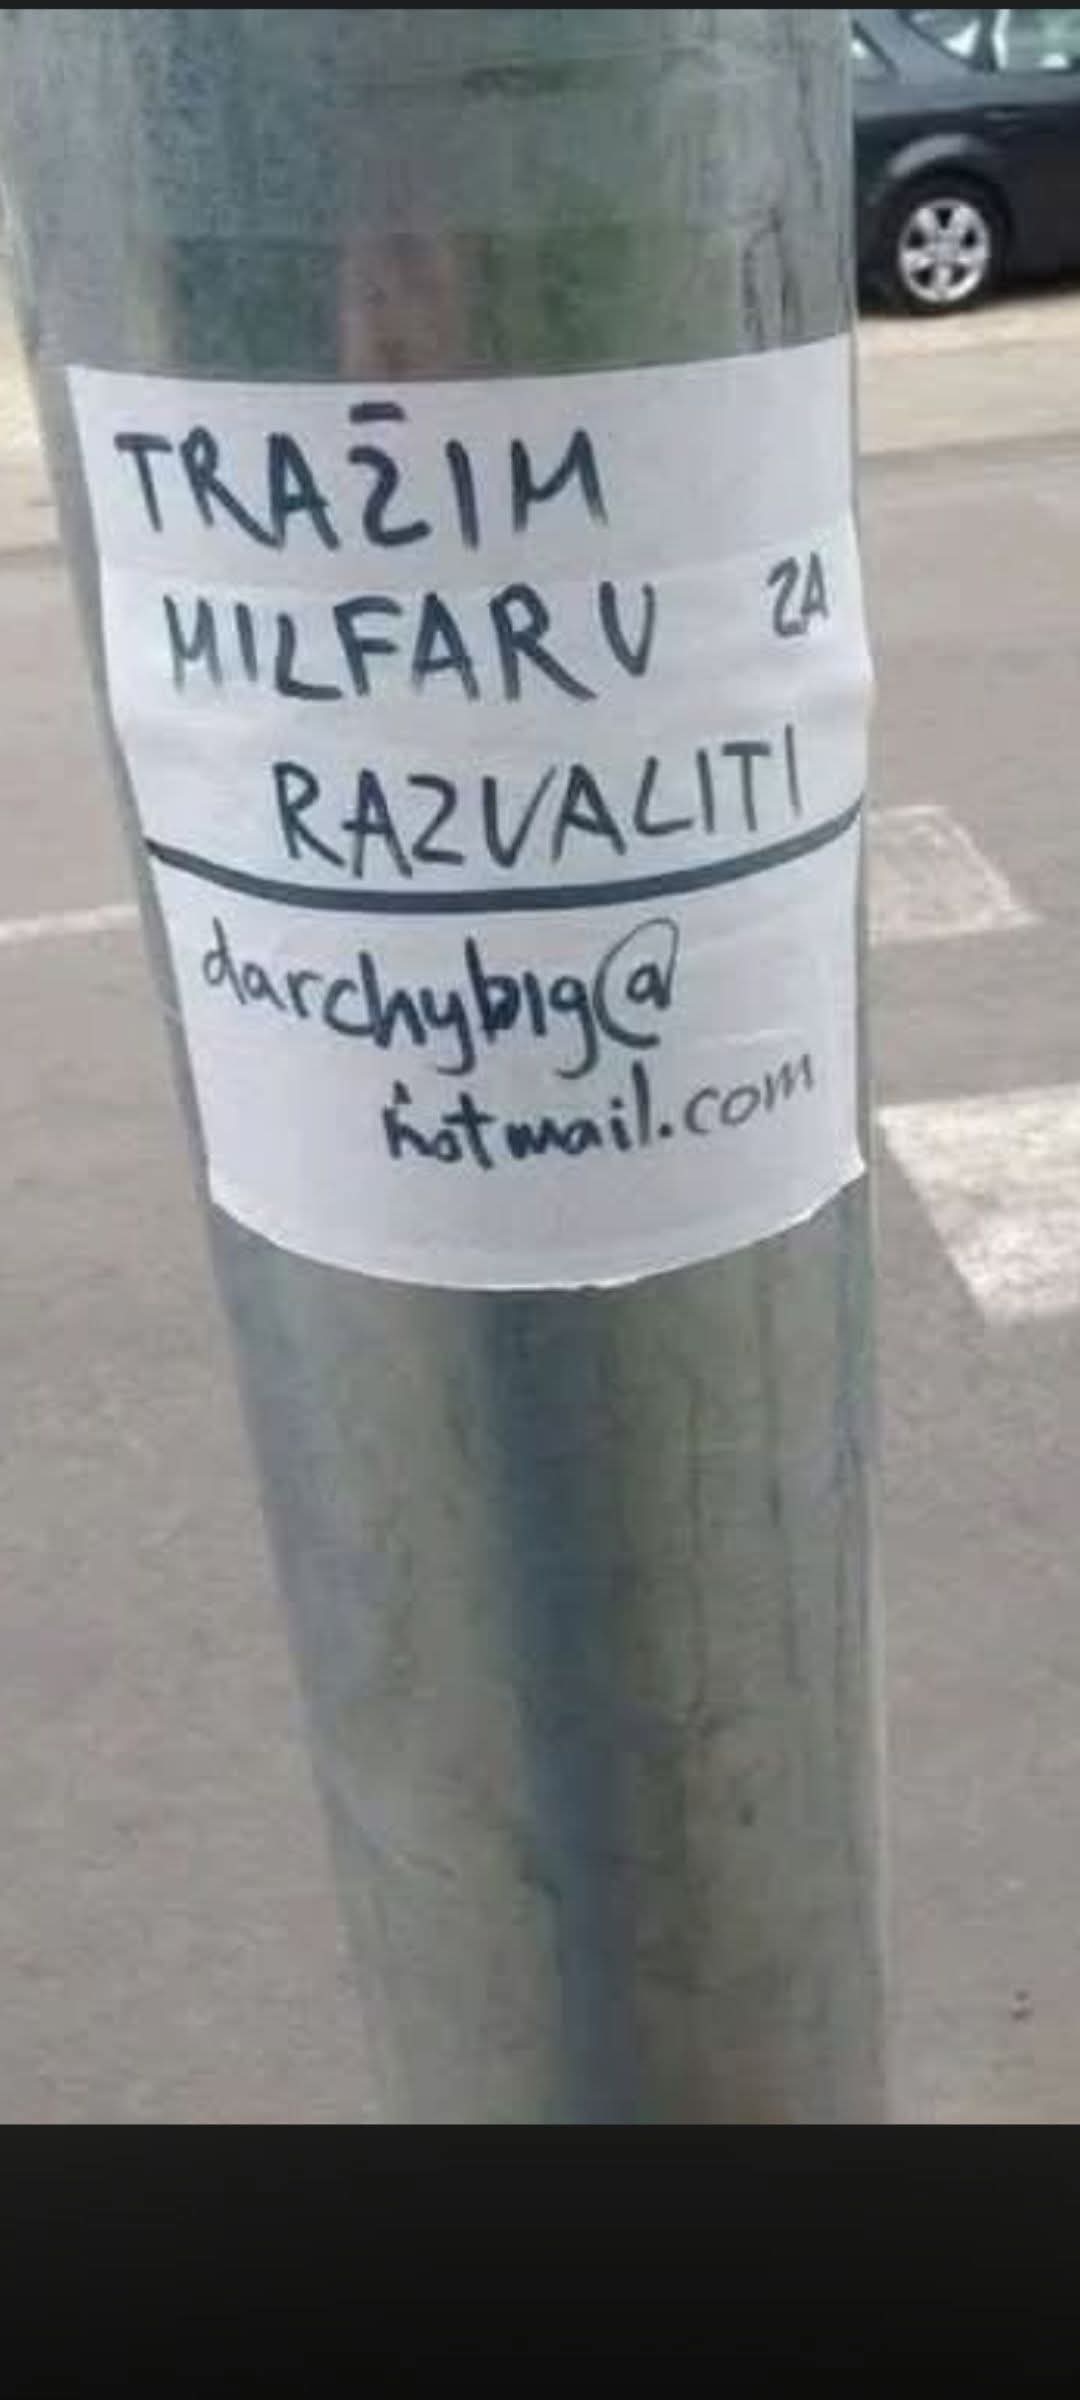 TRAŽIM
MILFARU ZA
RAZVALITI
darchybig@
hotmail.com